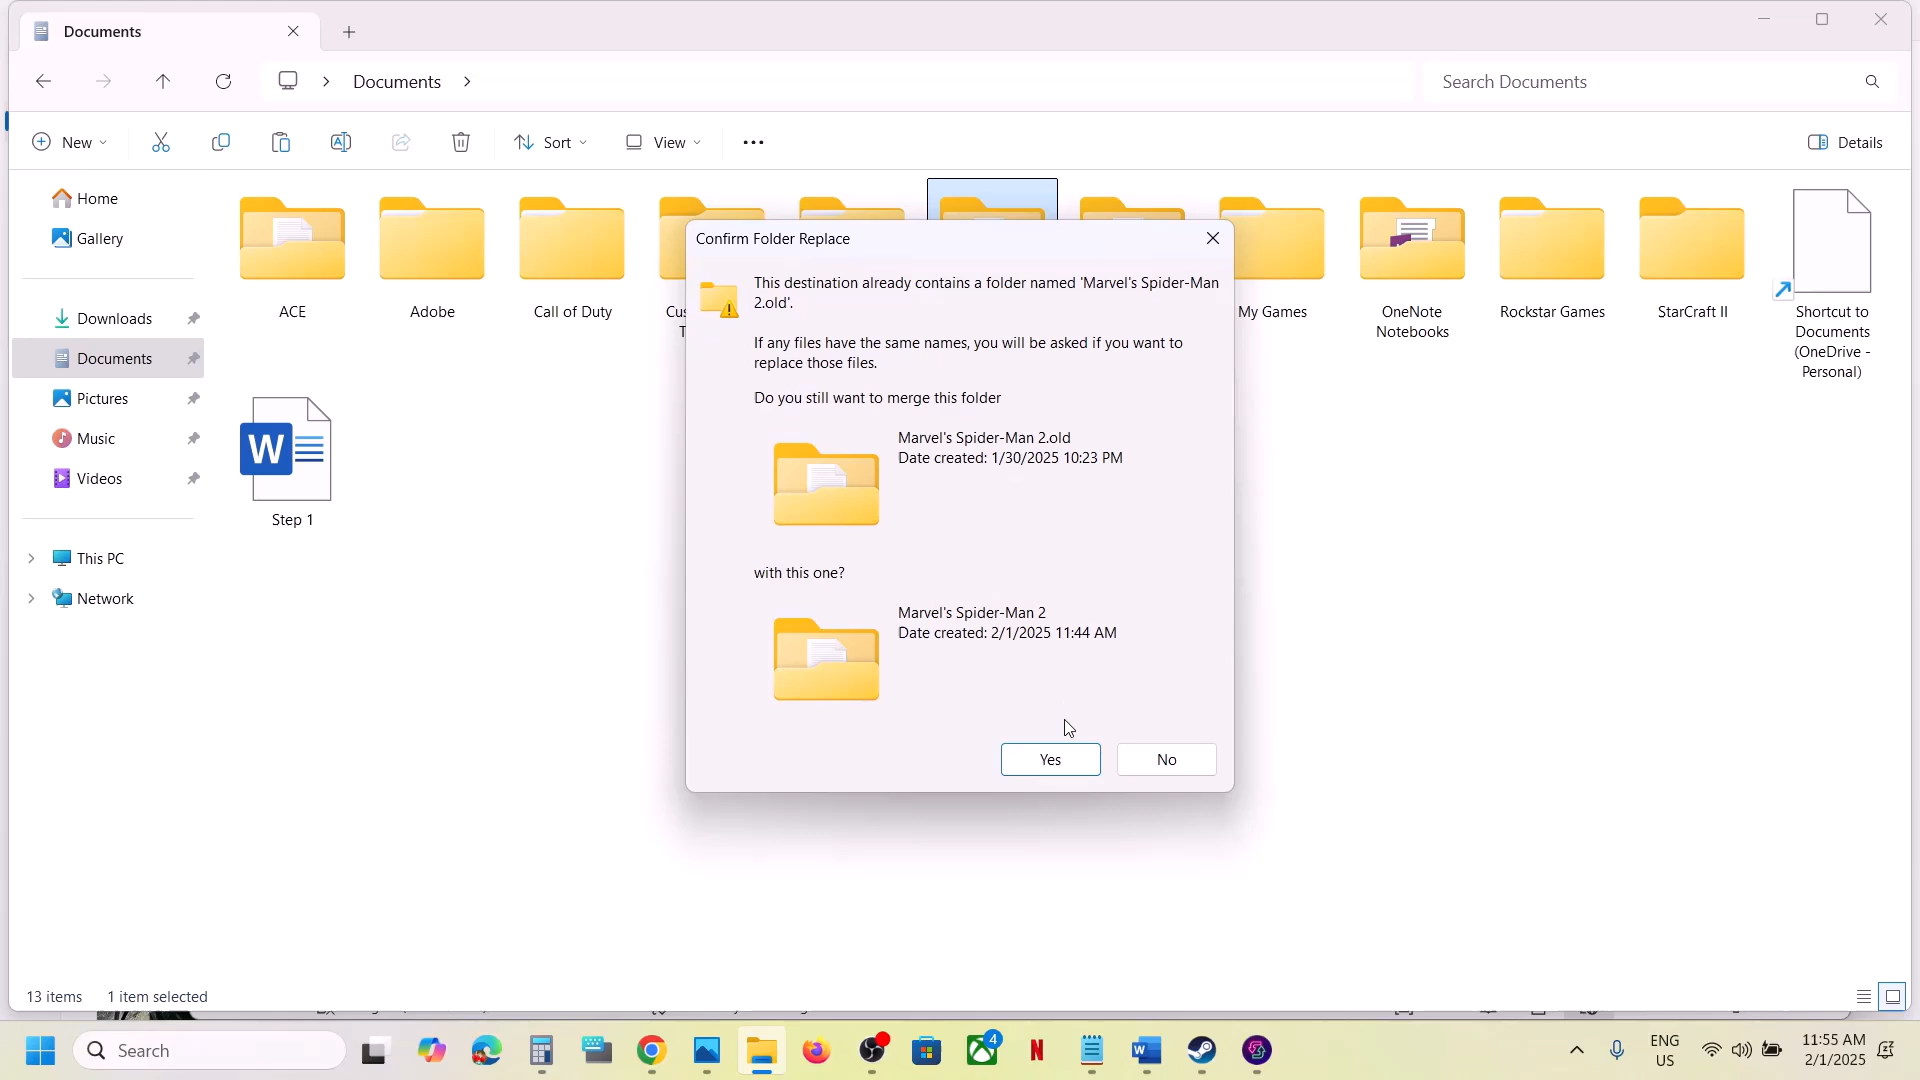 Documents
Documents
Search Documents
New
Sort
View
Details
Home
Gallery
Downloads
Documents
Pictures
Music
Videos
This PC
Network
ACE
Adobe
Call of Duty
My Games
OneNote
Notebooks
Rockstar Games
StarCraft II
Shortcut to
Documents
(OneDrive -
Personal)
W
Step 1
Confirm Folder Replace
This destination already contains a folder named 'Marvel's Spider-Man
2.old'.
If any files have the same names, you will be asked if you want to
replace those files.
Do you still want to merge this folder
Marvel's Spider-Man 2.old
Date created: 1/30/2025 10:23 PM
with this one?
Marvel's Spider-Man 2
Date created: 2/1/2025 11:44 AM
Yes
No
13 items
1 item selected
Search
4
N
W
ENG
US
11:55 AM
2/1/2025